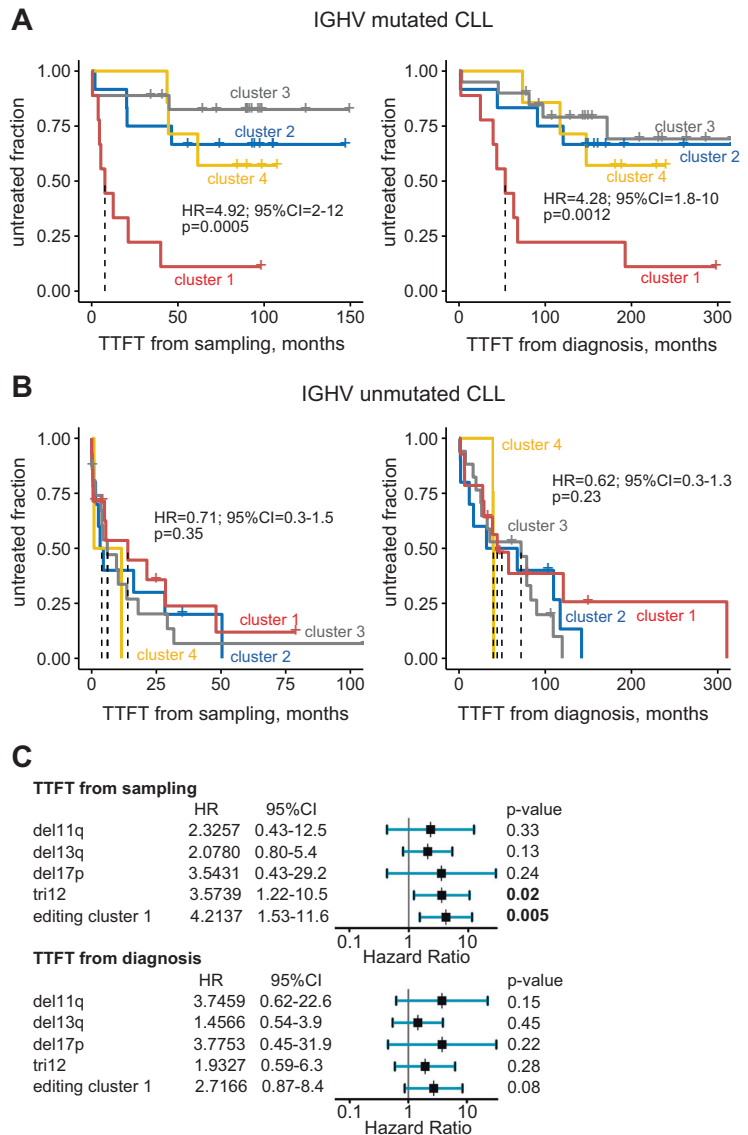 A
IGHV mutated CLL
untreated fraction
1.00
0.75
0.50
0.25
0.00
cluster 3
cluster 2
cluster 4
HR=4.92; 95%CI=2-12
p=0.0005
cluster 1
0 50 100 150
TTFT from sampling, months
untreated fraction
1.00
0.75
0.50
0.25
0.00
cluster 3
cluster 2
cluster 4
HR=4.28; 95%CI=1.8-10
p=0.0012
cluster 1
0 100 200 300
TTFT from diagnosis, months
B
IGHV unmutated CLL
untreated fraction
1.00
0.75
0.50
0.25
0.00
HR=0.71; 95%CI=0.3-1.5
p=0.35
cluster 1
cluster 3
cluster 4
cluster 2
0 25 50 75 100
TTFT from sampling, months
untreated fraction
1.00
0.75
0.50
0.25
0.00
cluster 4
HR=0.62; 95%CI=0.3-1.3
p=0.23
cluster 3
cluster 2
cluster 1
0 100 200 300
TTFT from diagnosis, months
C
TTFT from sampling
HR 95%CI p-value
del11q 2.3257 0.43-12.5 0.33
del13q 2.0780 0.80-5.4 0.13
del17p 3.5431 0.43-29.2 0.24
tri12 3.5739 1.22-10.5 0.02
editing cluster 1 4.2137 1.53-11.6 0.005
0.1 1 10
Hazard Ratio
TTFT from diagnosis
HR 95%CI p-value
del11q 3.7459 0.62-22.6 0.15
del13q 1.4566 0.54-3.9 0.45
del17p 3.7753 0.45-31.9 0.22
tri12 1.9327 0.59-6.3 0.28
editing cluster 1 2.7166 0.87-8.4 0.08
0.1 1 10
Hazard Ratio